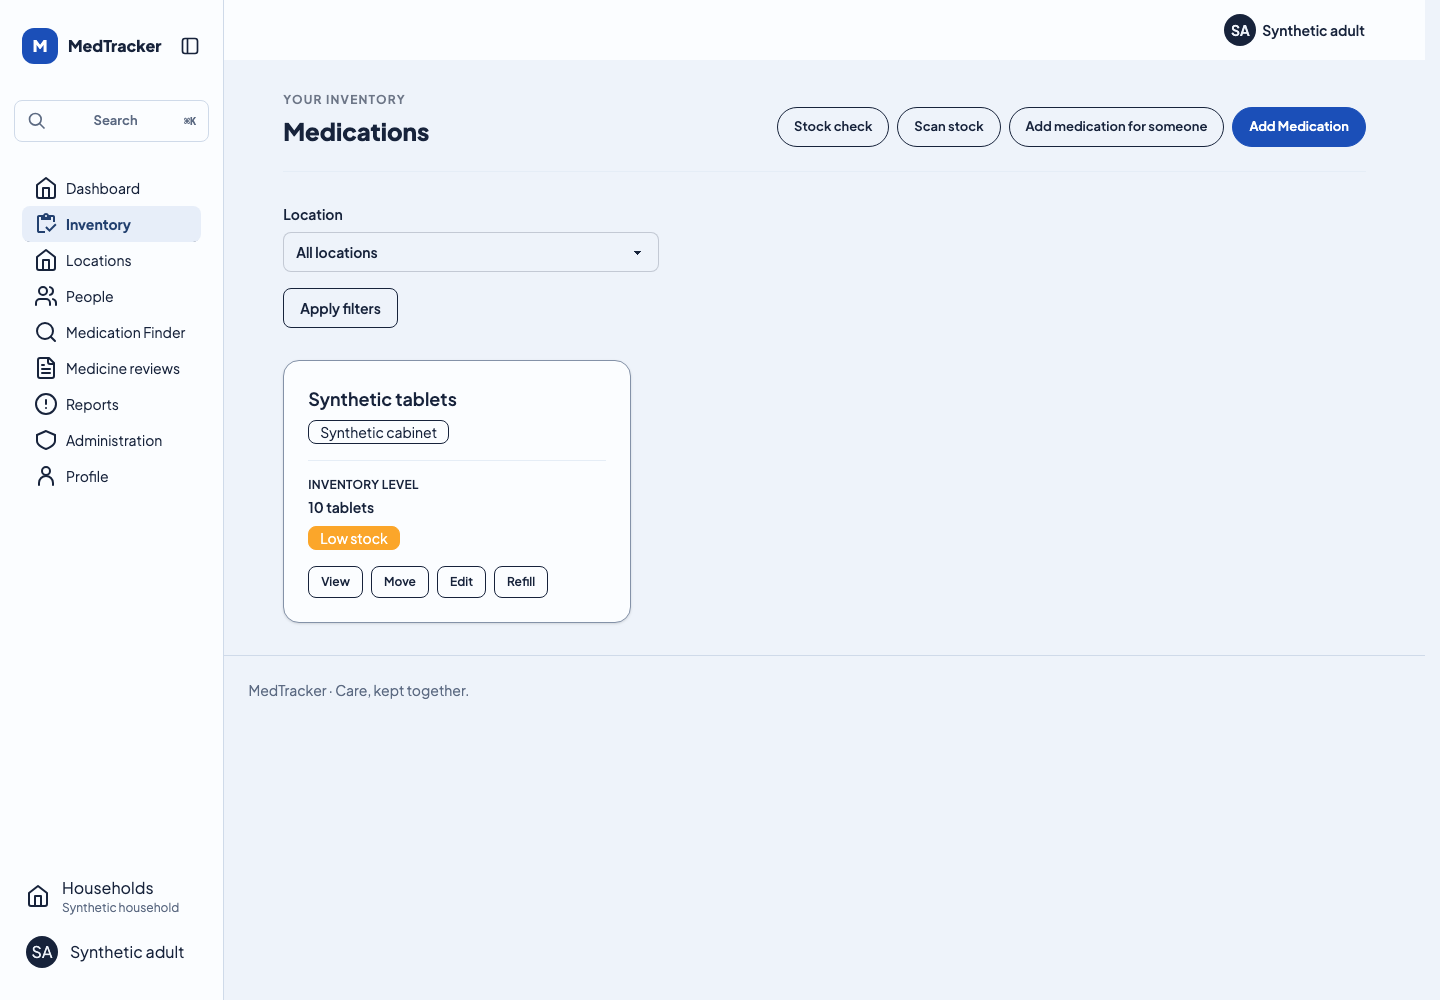 M MedTracker
Search ⌘K
Dashboard
Inventory
Locations
People
Medication Finder
Medicine reviews
Reports
Administration
Profile
Households
Synthetic household
SA Synthetic adult
SA Synthetic adult
YOUR INVENTORY
Medications
Stock check Scan stock Add medication for someone Add Medication
Location
All locations
Apply filters
Synthetic tablets
Synthetic cabinet
INVENTORY LEVEL
10 tablets
Low stock
View Move Edit Refill
MedTracker · Care, kept together.